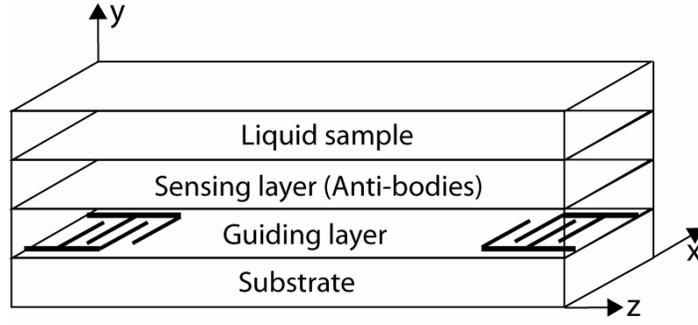 y
Liquid sample
Sensing layer (Anti-bodies)
Guiding layer
x
Substrate
z